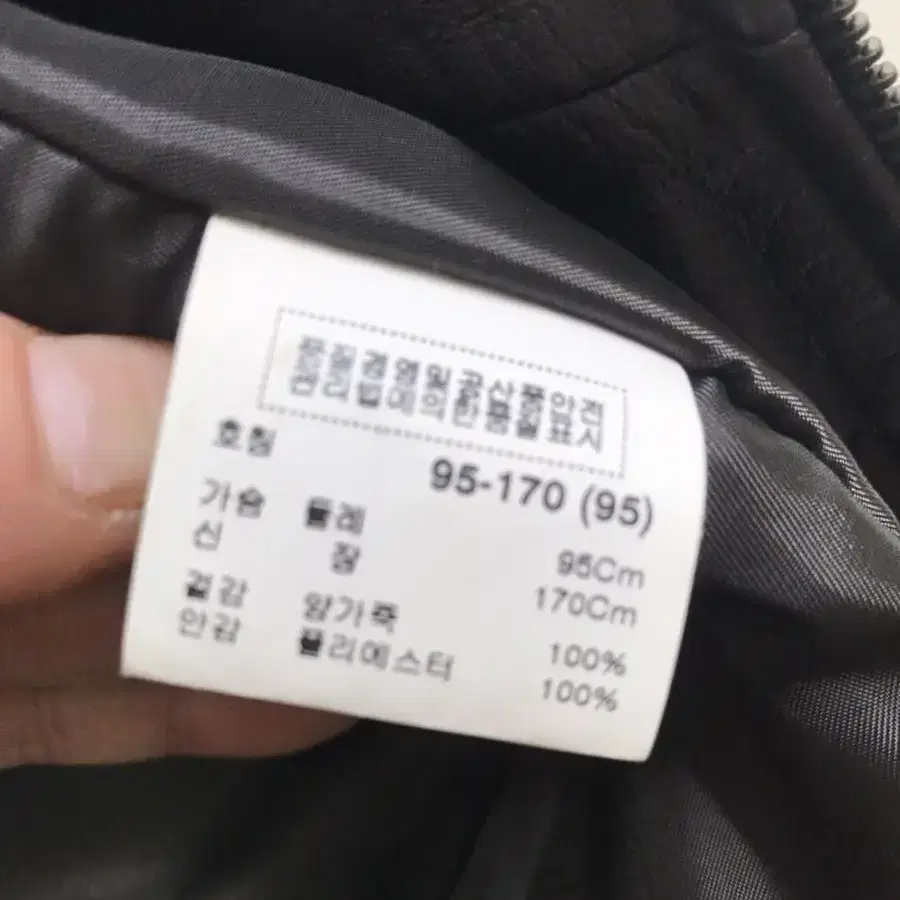 품질경영및공산품안전
관리법에의한품질표시
호칭 95-170 (95)
가슴 둘레 95Cm
신 장 170Cm
겉감 양가죽 100%
안감 폴리에스터 100%